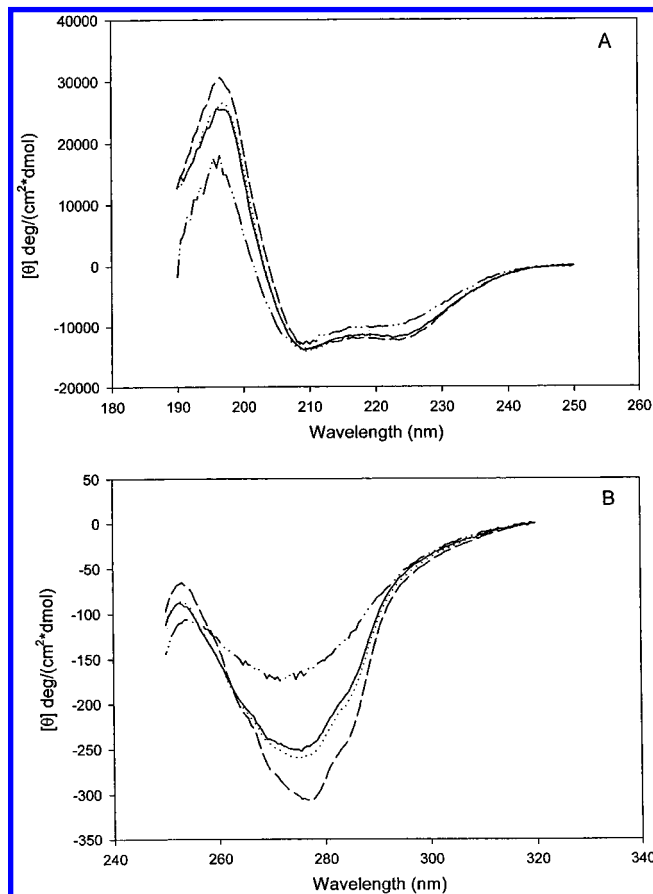 A
40000
30000
20000
10000
0
-10000
-20000
[θ] deg/(cm²*dmol)
180 190 200 210 220 230 240 250 260
Wavelength (nm)
B
50
0
-50
-100
-150
-200
-250
-300
-350
[θ] deg/(cm²*dmol)
240 260 280 300 320 340
Wavelength (nm)